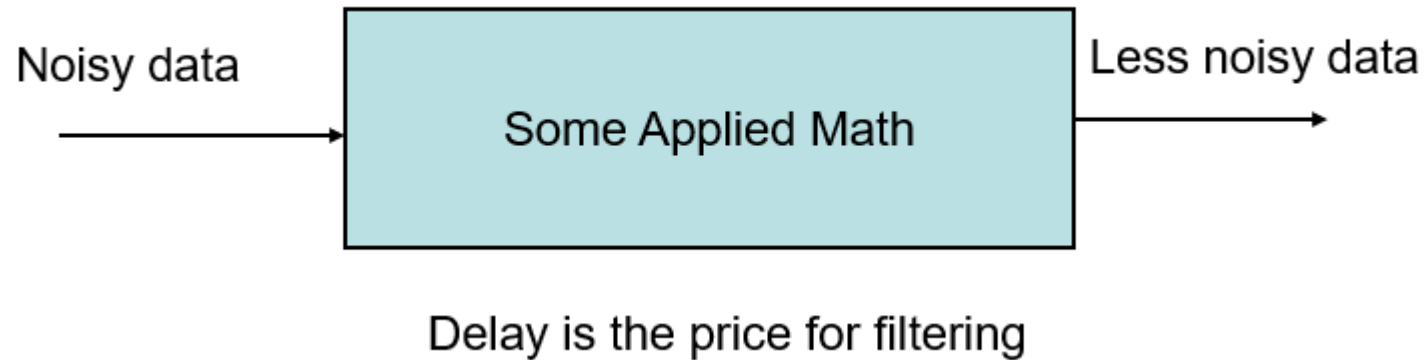 Noisy data
Less noisy data
Some Applied Math
Delay is the price for filtering